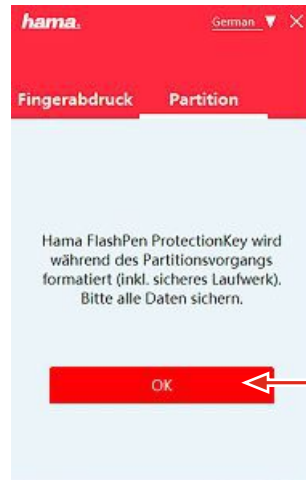 hama.
German
Fingerabdruck Partition
Hama FlashPen ProtectionKey wird
während des Partitionsvorgangs
formatiert (inkl. sicheres Laufwerk).
Bitte alle Daten sichern.
OK